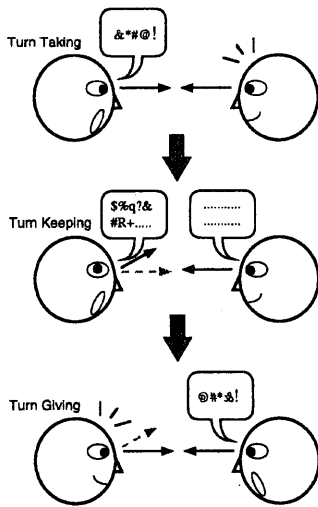 &*#@!
Turn Taking
$%q?&
#R+.....
...........
...........
Turn Keeping
@#*&!
Turn Giving